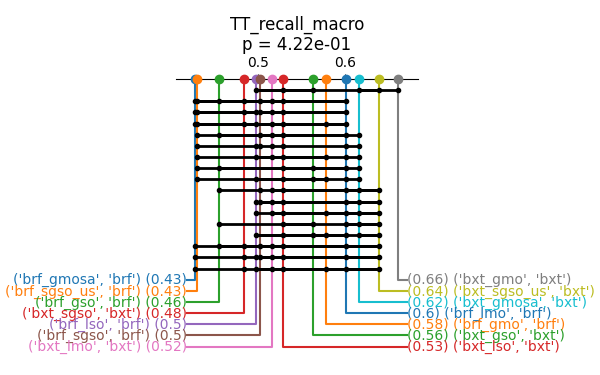 TT_recall_macro
p = 4.22e-01
0.5 0.6
('brf_gmosa', 'brf') (0.43) (0.66) ('bxt_gmo', 'bxt')
('brf_sgso_us', 'brf') (0.43) (0.64) ('bxt_sgso_us', 'bxt')
('brf_gso', 'brf') (0.46) (0.62) ('bxt_gmosa', 'bxt')
('bxt_sgso', 'bxt') (0.48) (0.6) ('brf_lmo', 'brf')
('brf_lso', 'brf') (0.5) (0.58) ('brf_gmo', 'brf')
('brf_sgso', 'brf') (0.5) (0.56) ('bxt_gso', 'bxt')
('bxt_lmo', 'bxt') (0.52) (0.53) ('bxt_lso', 'bxt')